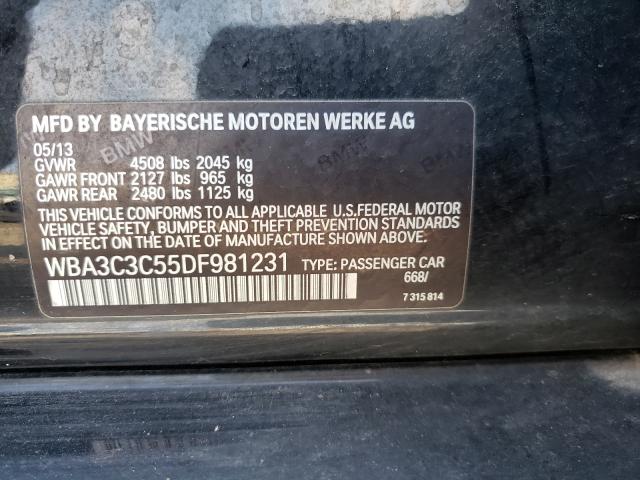 MFD BY BAYERISCHE MOTOREN WERKE AG
05/13
GVWR 4508 lbs 2045 kg
GAWR FRONT 2127 lbs 965 kg
GAWR REAR 2480 lbs 1125 kg
THIS VEHICLE CONFORMS TO ALL APPLICABLE U.S.FEDERAL MOTOR
VEHICLE SAFETY, BUMPER AND THEFT PREVENTION STANDARDS
IN EFFECT ON THE DATE OF MANUFACTURE SHOWN ABOVE.
WBA3C3C55DF981231 TYPE: PASSENGER CAR
668/
7 315 814
BMW
BMW
BMW